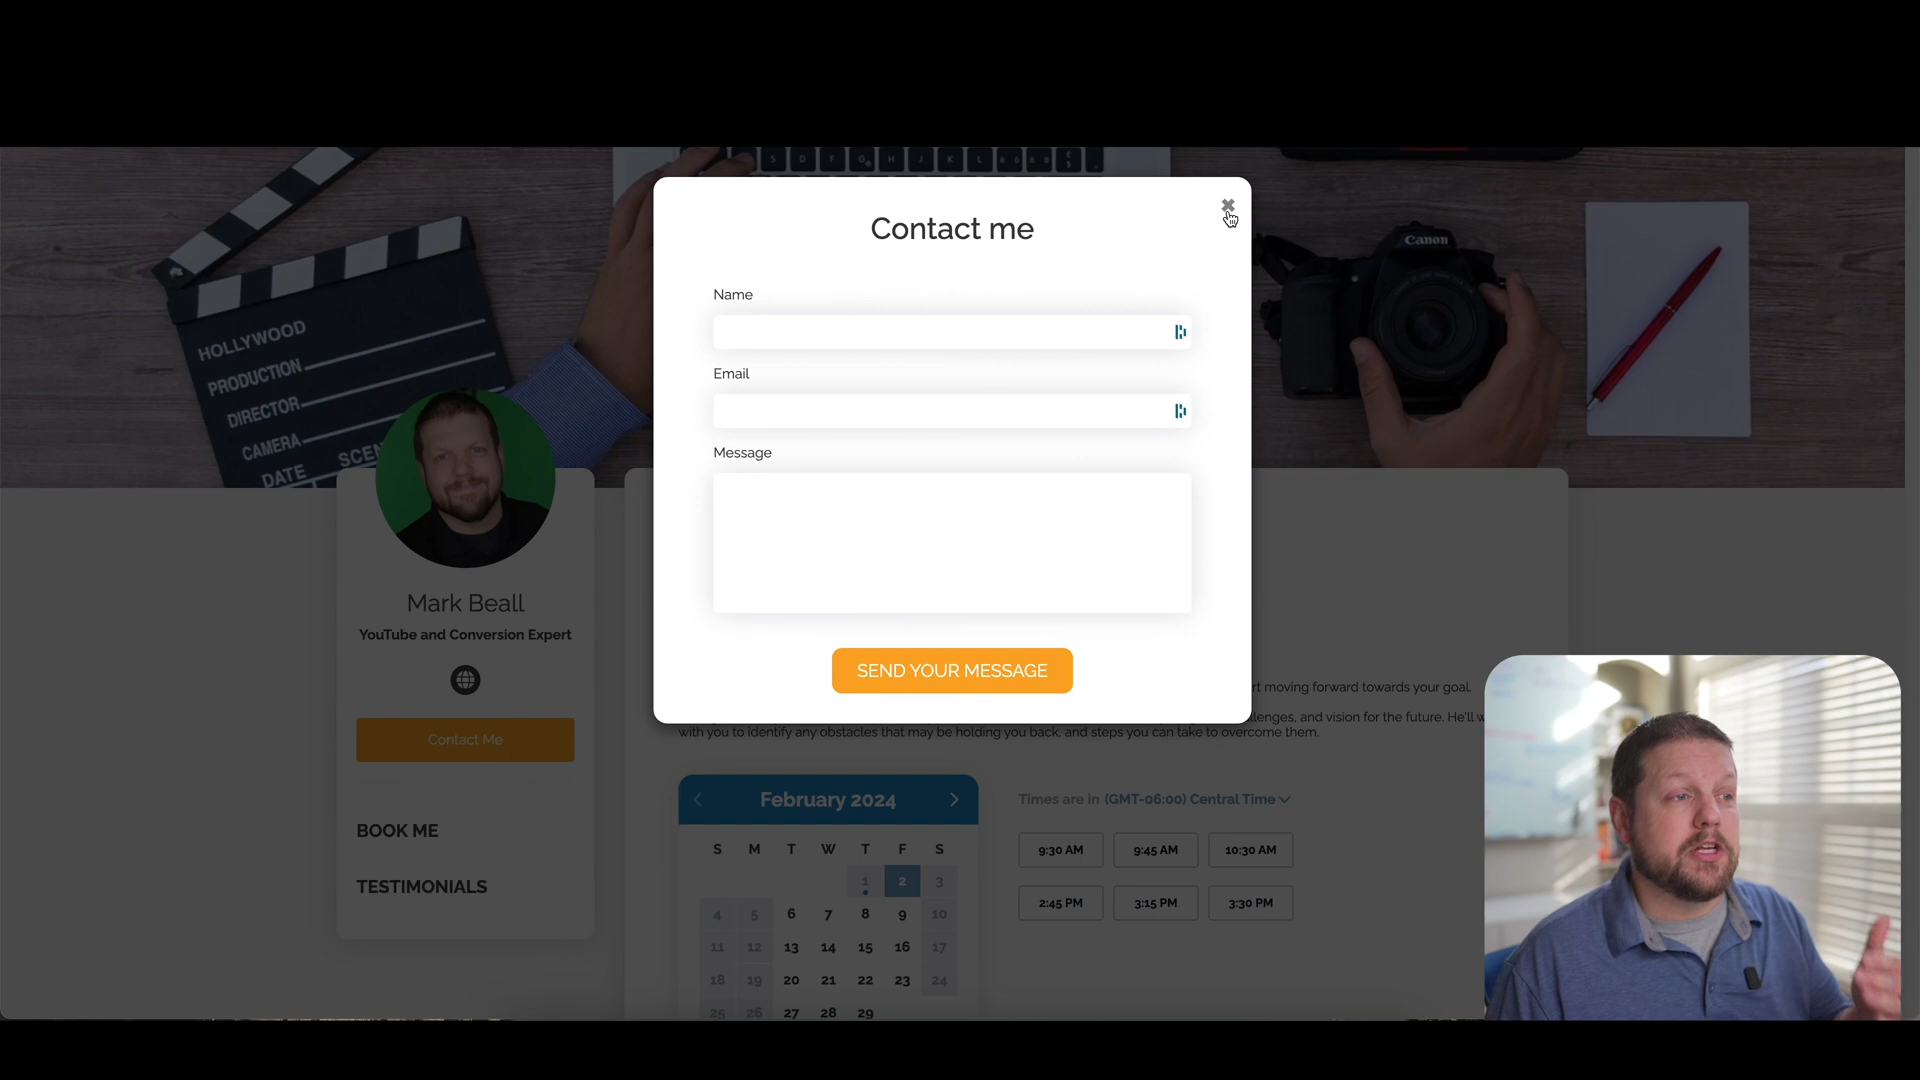 S D F G H J K L
Canon
HOLLYWOOD
PRODUCTION
DIRECTOR
CAMERA
DATE SCEN
Contact me
Name
Email
Message
SEND YOUR MESSAGE
Mark Beall
YouTube and Conversion Expert
Contact Me
BOOK ME
TESTIMONIALS
rt moving forward towards your goal.
llenges, and vision for the future. He'll w
with you to identify any obstacles that may be holding you back, and steps you can take to overcome them.
February 2024
S M T W T F S
1 2 3
4 5 6 7 8 9 10
11 12 13 14 15 16 17
18 19 20 21 22 23 24
25 26 27 28 29
Times are in (GMT-06:00) Central Time
9:30 AM 9:45 AM 10:30 AM
2:45 PM 3:15 PM 3:30 PM